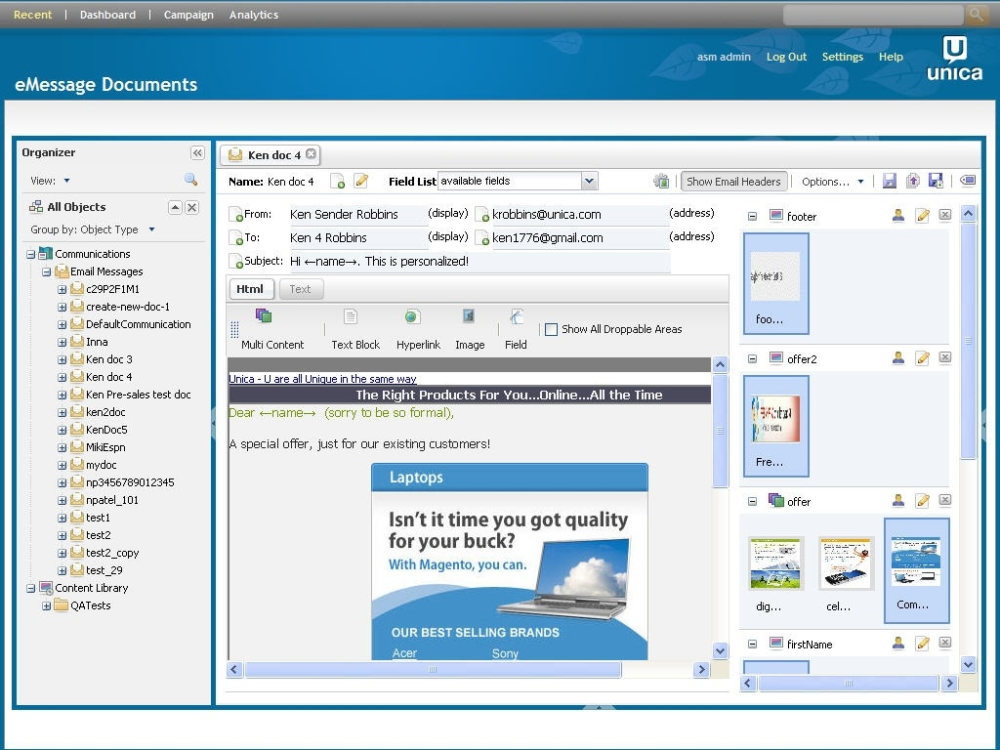 Recent | Dashboard | Campaign Analytics
asm admin Log Out Settings Help
unica
eMessage Documents
Organizer
View:
All Objects
Group by: Object Type
Communications
Email Messages
c29P2F1M1
create-new-doc-1
DefaultCommunication
Inna
Ken doc 3
Ken doc 4
Ken Pre-sales test doc
ken2doc
KenDoc5
MikiEspn
mydoc
np3456789012345
npatel_101
test1
test2
test2_copy
test_29
Content Library
QATests
Ken doc 4
Name: Ken doc 4 Field List available fields Show Email Headers Options...
From: Ken Sender Robbins (display) krobbins@unica.com (address)
To: Ken 4 Robbins (display) ken1776@gmail.com (address)
Subject: Hi ←name→. This is personalized!
Html Text
Multi Content Text Block Hyperlink Image Field Show All Droppable Areas
Unica - U are all Unique in the same way
The Right Products For You...Online...All the Time
Dear ←name→ (sorry to be so formal),
A special offer, just for our existing customers!
Laptops
Isn't it time you got quality
for your buck?
With Magento, you can.
OUR BEST SELLING BRANDS
Acer Sony
footer
foo...
offer2
Fre...
offer
dig... cel... Com...
firstName